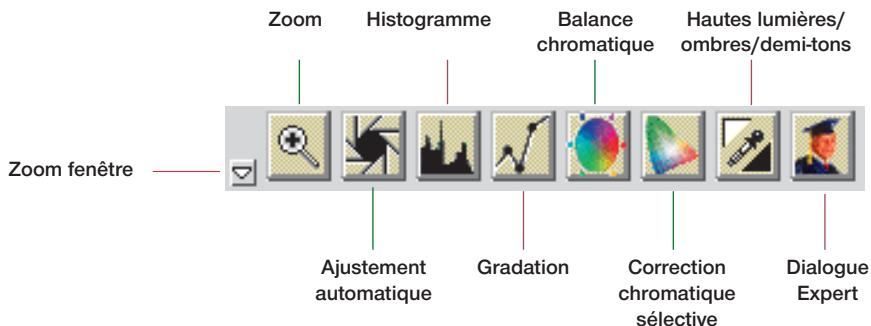 Zoom
Histogramme
Balance
chromatique
Hautes lumières/
ombres/demi-tons
Zoom fenêtre
Ajustement
automatique
Gradation
Correction
chromatique
sélective
Dialogue
Expert